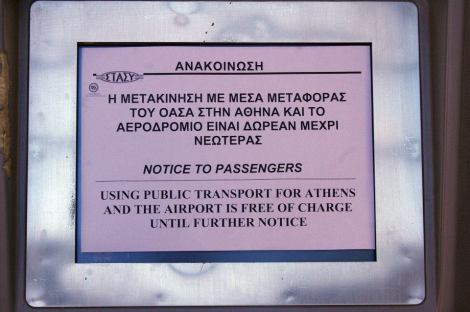 ΑΝΑΚΟΙΝΩΣΗ
ΣΤΑΣΥ
Η ΜΕΤΑΚΙΝΗΣΗ ΜΕ ΜΕΣΑ ΜΕΤΑΦΟΡΑΣ
ΤΟΥ ΟΑΣΑ ΣΤΗΝ ΑΘΗΝΑ ΚΑΙ ΤΟ
ΑΕΡΟΔΡΟΜΙΟ ΕΙΝΑΙ ΔΩΡΕΑΝ ΜΕΧΡΙ
ΝΕΩΤΕΡΑΣ
NOTICE TO PASSENGERS
USING PUBLIC TRANSPORT FOR ATHENS
AND THE AIRPORT IS FREE OF CHARGE
UNTIL FURTHER NOTICE